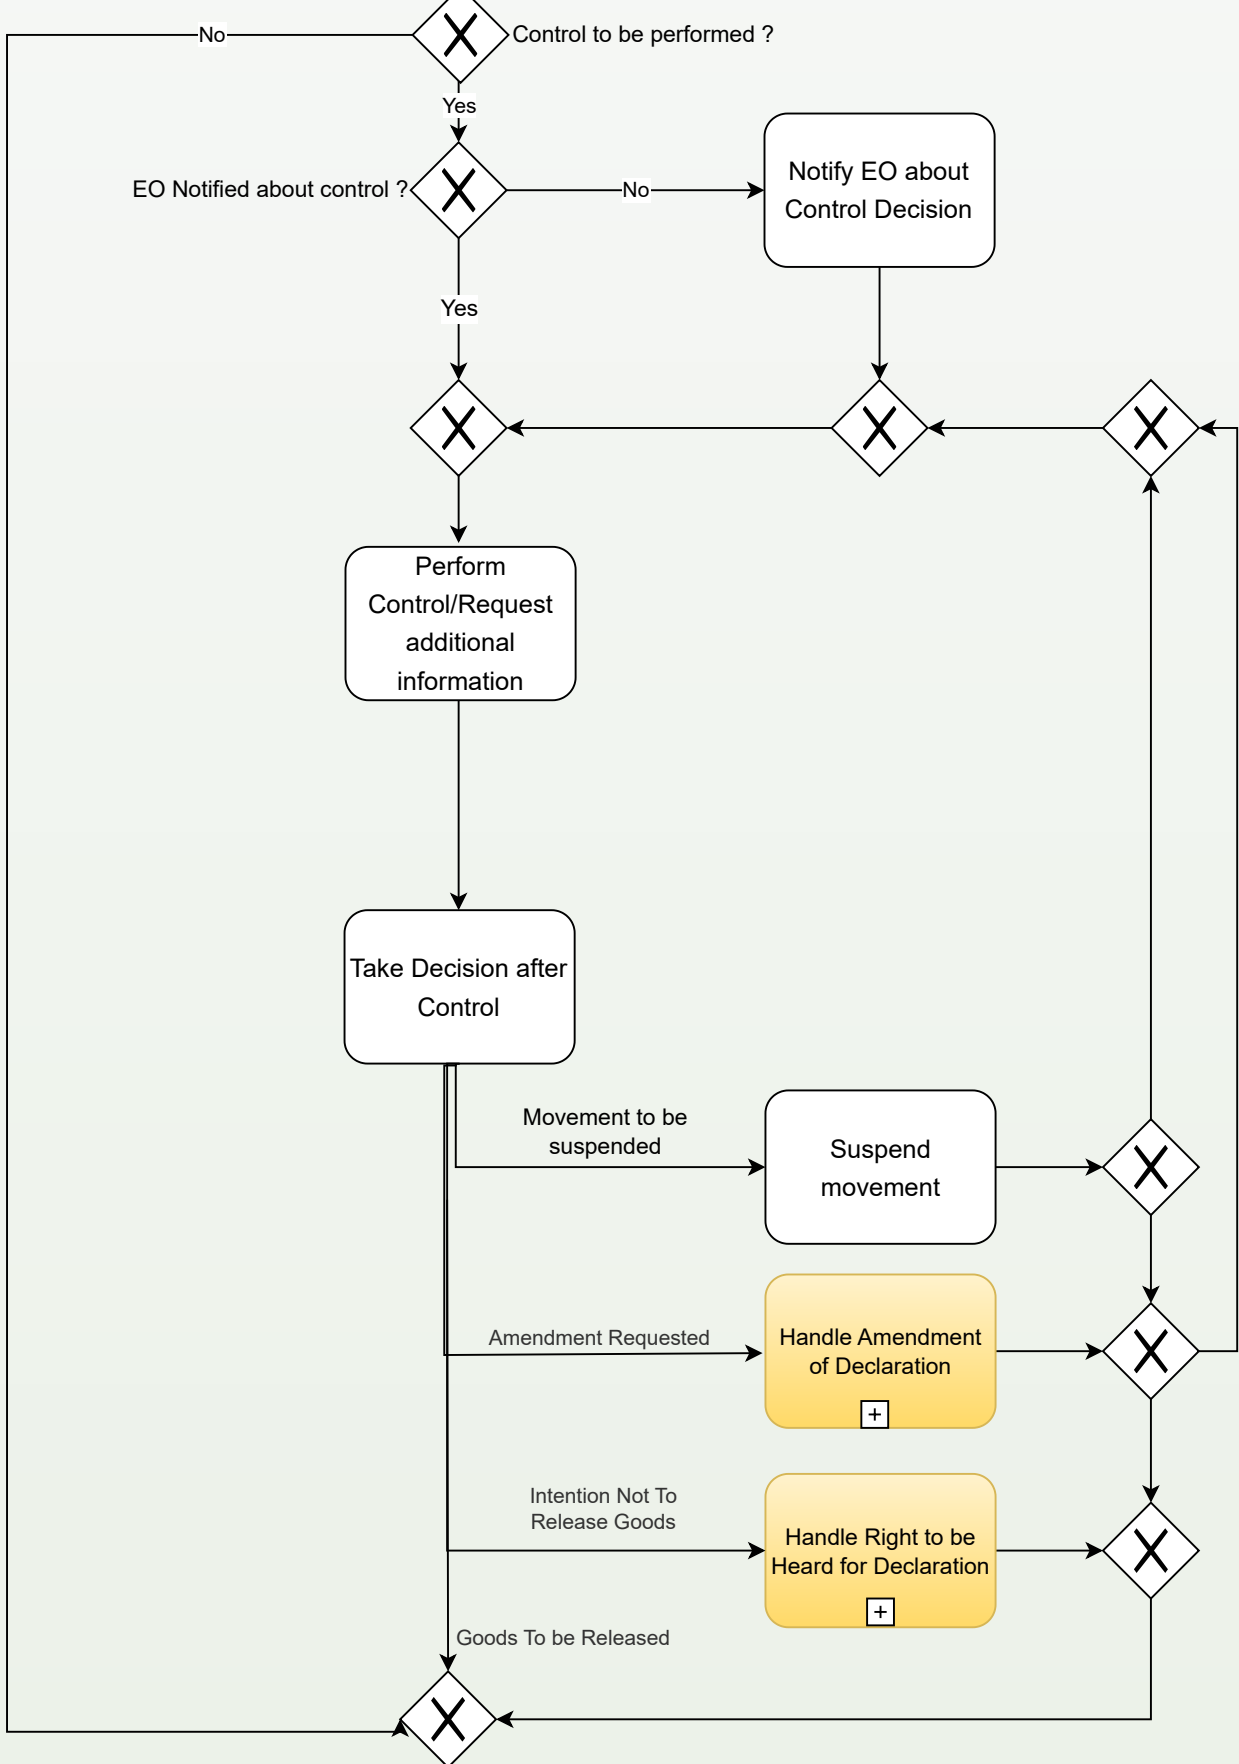 No
Control to be performed ?
Yes
EO Notified about control ?
No
Notify EO about
Control Decision
Yes
Perform
Control/Request
additional
information
Take Decision after
Control
Movement to be
suspended
Suspend
movement
Amendment Requested
Handle Amendment
of Declaration
Intention Not To
Release Goods
Handle Right to be
Heard for Declaration
Goods To be Released